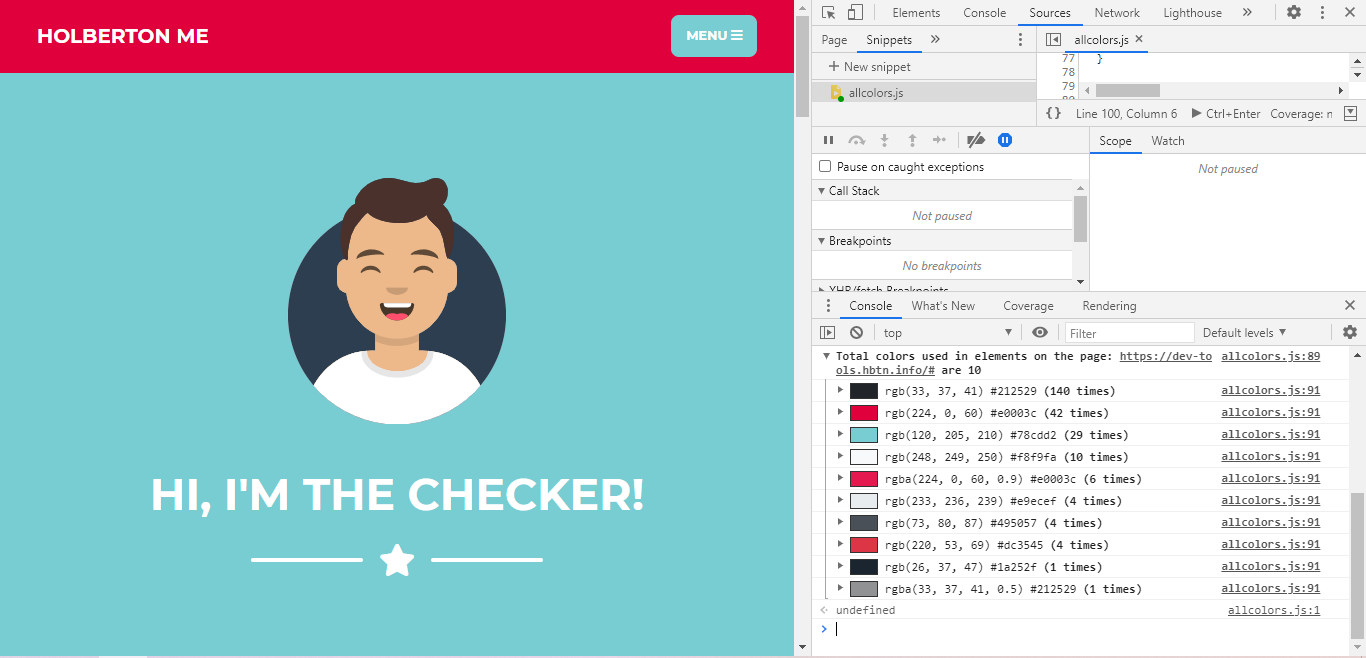 HOLBERTON ME
MENU
HI, I'M THE CHECKER!
Elements Console Sources Network Lighthouse
Page Snippets
allcolors.js
New snippet
allcolors.js
77 }
78
79
{} Line 100, Column 6 Ctrl+Enter Coverage: n
Scope Watch
Not paused
Pause on caught exceptions
Call Stack
Not paused
Breakpoints
No breakpoints
XHR/fetch Breakpoints
Console What's New Coverage Rendering
top Filter Default levels
Total colors used in elements on the page: https://dev-to allcolors.js:89
ols.hbtn.info/# are 10
rgb(33, 37, 41) #212529 (140 times) allcolors.js:91
rgb(224, 0, 60) #e0003c (42 times) allcolors.js:91
rgb(120, 205, 210) #78cdd2 (29 times) allcolors.js:91
rgb(248, 249, 250) #f8f9fa (10 times) allcolors.js:91
rgba(224, 0, 60, 0.9) #e0003c (6 times) allcolors.js:91
rgb(233, 236, 239) #e9ecef (4 times) allcolors.js:91
rgb(73, 80, 87) #495057 (4 times) allcolors.js:91
rgb(220, 53, 69) #dc3545 (4 times) allcolors.js:91
rgb(26, 37, 47) #1a252f (1 times) allcolors.js:91
rgba(33, 37, 41, 0.5) #212529 (1 times) allcolors.js:91
undefined allcolors.js:1